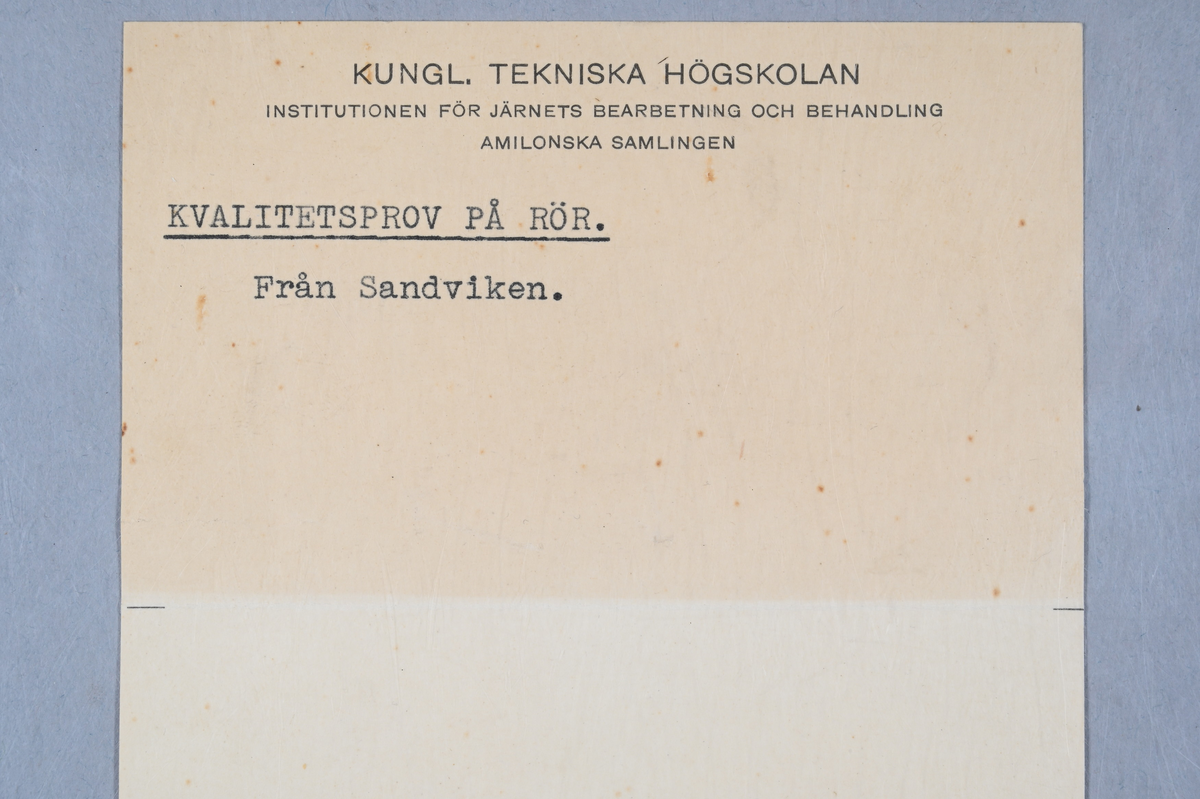 KUNGL. TEKNISKA HÖGSKOLAN
INSTITUTIONEN FÖR JÄRNETS BEARBETNING OCH BEHANDLING
AMILONSKA SAMLINGEN
KVALITETSPROV PÅ RÖR.
Från Sandviken.